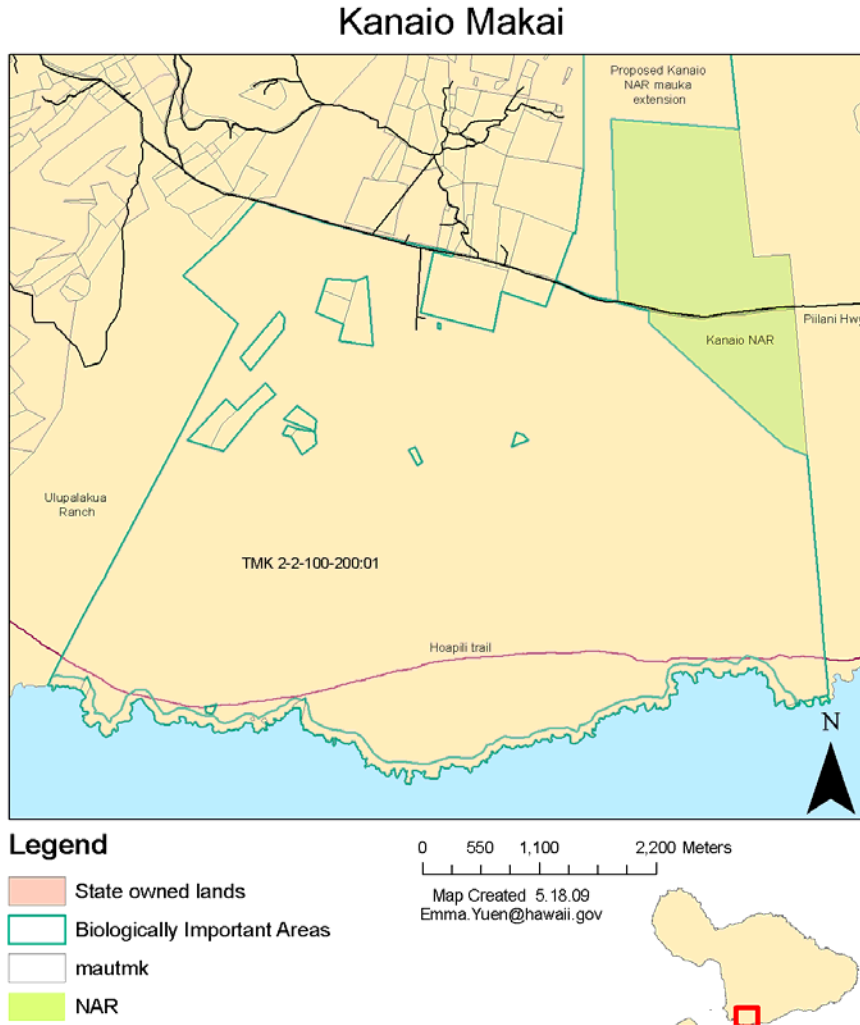 Kanaio Makai
Proposed Kanaio
NAR mauka
extension
Piilani Hwy
Kanaio NAR
Ulupalakua
Ranch
TMK 2-2-100-200:01
Hoapili trail
N
Legend
State owned lands
Biologically Important Areas
mautmk
NAR
0 550 1,100 2,200 Meters
Map Created 5.18.09
Emma.Yuen@hawaii.gov